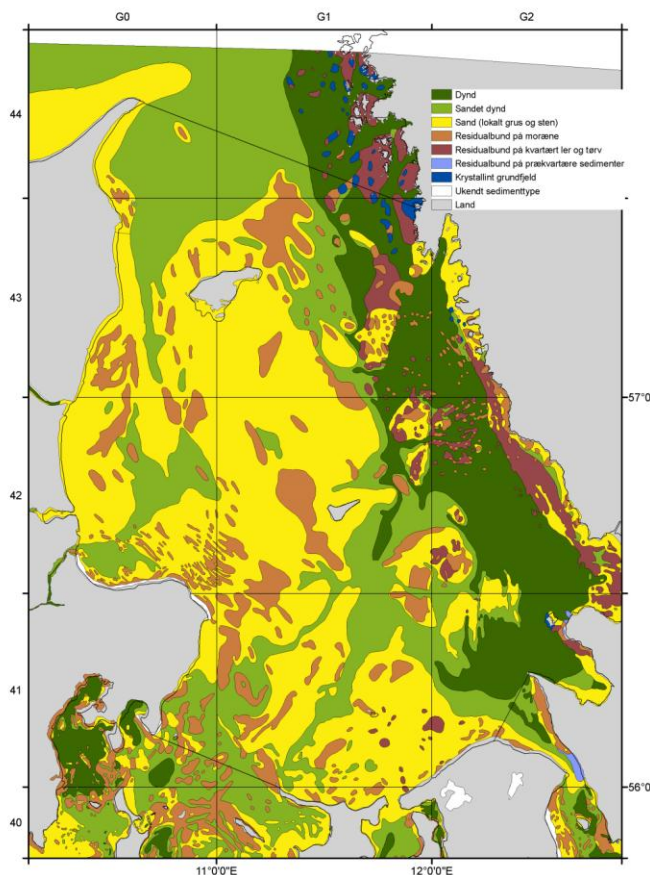 G0 G1 G2
44
Dynd
Sandet dynd
Sand (lokalt grus og sten)
Residualbund på moræne
Residualbund på kvartært ler og tørv
Residualbund på prækvartære sedimenter
Krystallint grundfjeld
Ukendt sedimenttype
Land
43
57°0
42
41
56°0
40
11°0'0"E 12°0'0"E